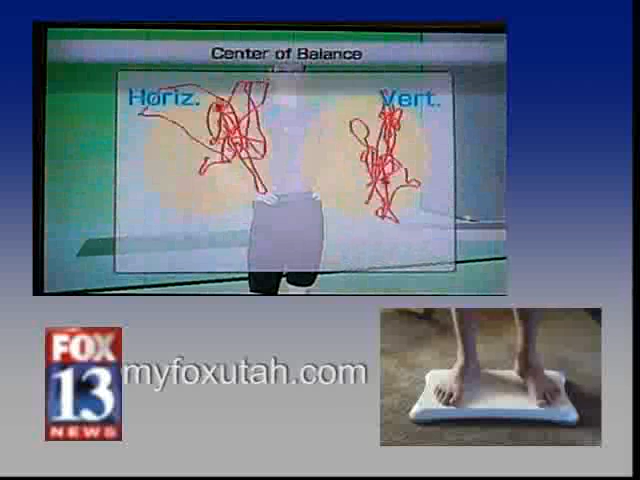 Center of Balance
Horiz.
Vert.
FOX
13
NEWS
myfoxutah.com